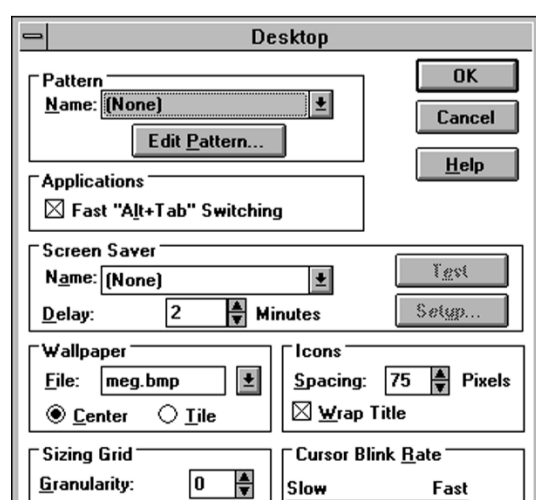 Desktop
Pattern
Name: (None)
Edit Pattern...
OK
Cancel
Help
Applications
Fast "Alt+Tab" Switching
Screen Saver
Name: (None)
Delay: 2 Minutes
Test
Setup...
Wallpaper
File: meg.bmp
Center Tile
Icons
Spacing: 75 Pixels
Wrap Title
Sizing Grid
Granularity: 0
Cursor Blink Rate
Slow Fast